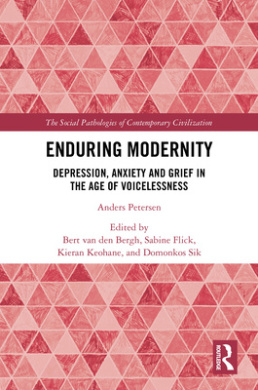 The Social Pathologies of Contemporary Civilization
ENDURING MODERNITY
DEPRESSION, ANXIETY AND GRIEF IN
THE AGE OF VOICELESSNESS
Anders Petersen
Edited by
Bert van den Bergh, Sabine Flick,
Kieran Keohane, and Domonkos Sik
R
ROUTLEDGE